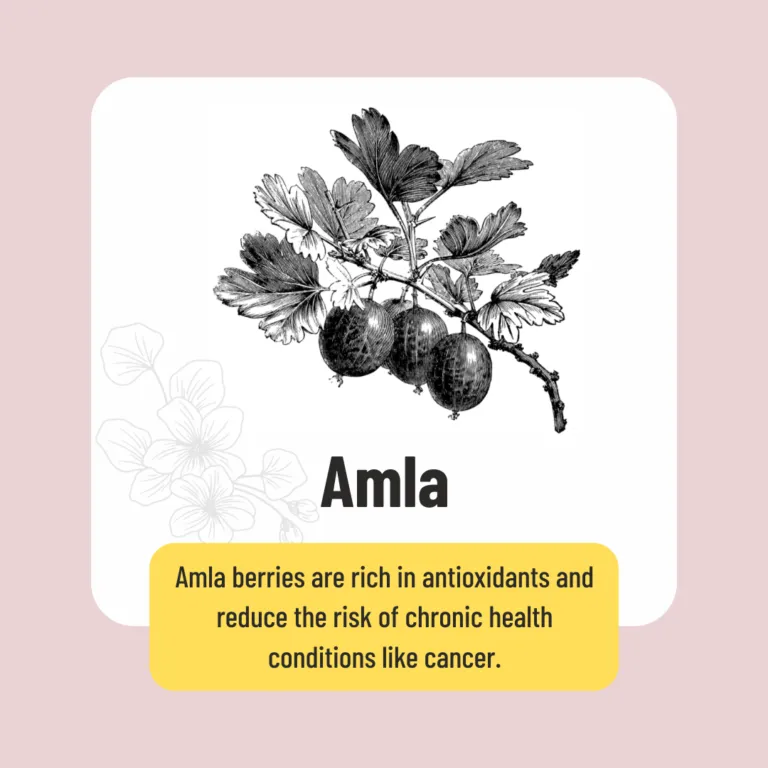 Amla
Amla berries are rich in antioxidants and
reduce the risk of chronic health
conditions like cancer.